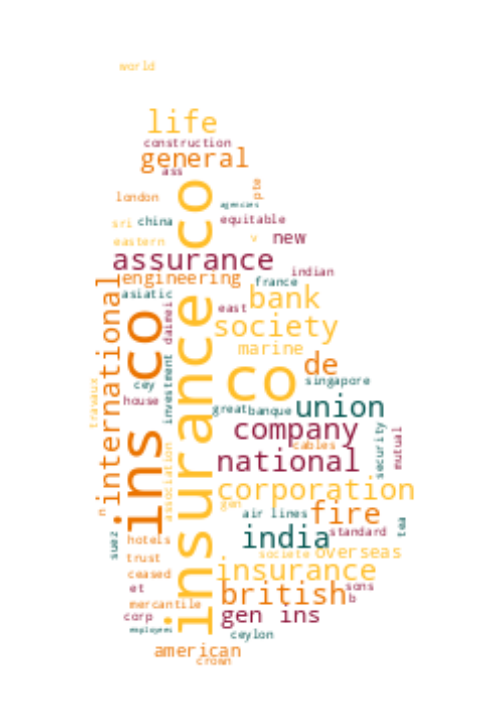 world
life
construction
general
ass
pte
london
agencies
co
sri
china
equitable
eastern
v
new
assurance
indian
engineering
france
international
asiatic
bank
insurance
ins co
daimei
east
society
marine
de
cey
investment
co
singapore
travaux
house
great
banque
union
company
cables
security
mutual
national
association
corporation
gen
n
air lines
fire
tea
suez
hotels
india
standard
societe
overseas
trust
insurance
ceased
et
british
sons
b
mercantile
corp
gen ins
employees
ceylon
american
crown